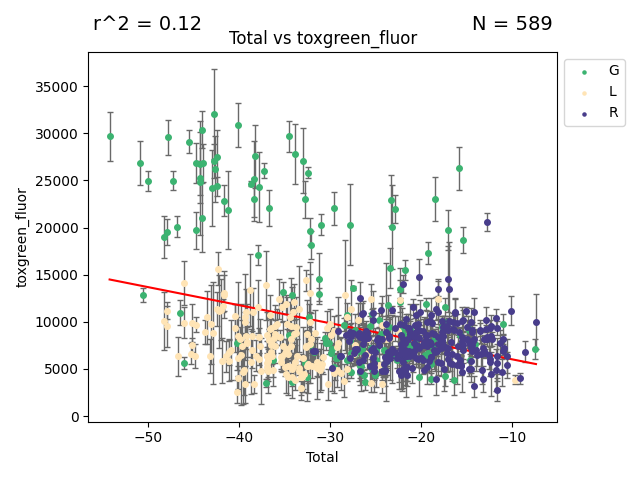 r^2 = 0.12 N = 589
Total vs toxgreen_fluor
35000
30000
25000
20000
15000
10000
5000
0
toxgreen_fluor
−50 −40 −30 −20 −10
Total
G
L
R